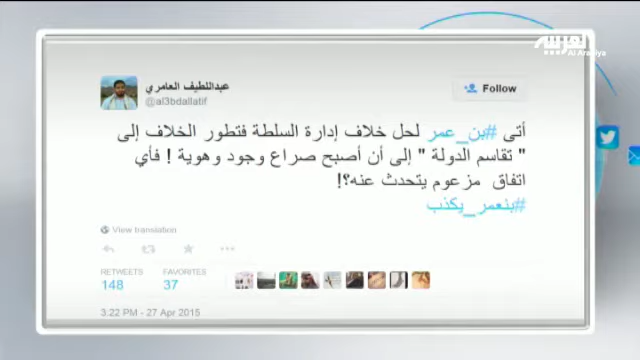 العربية
Al Arabiya
عبداللطيف العامري
@al3bdallatif
Follow
أتى #بن_عمر لحل خلاف إدارة السلطة فتطور الخلاف إلى
" تقاسم الدولة " إلى أن أصبح صراع وجود وهوية ! فأي
اتفاق مزعوم يتحدث عنه؟!
#بنعمر_يكذب
View translation
RETWEETS
148
FAVORITES
37
3:22 PM - 27 Apr 2015